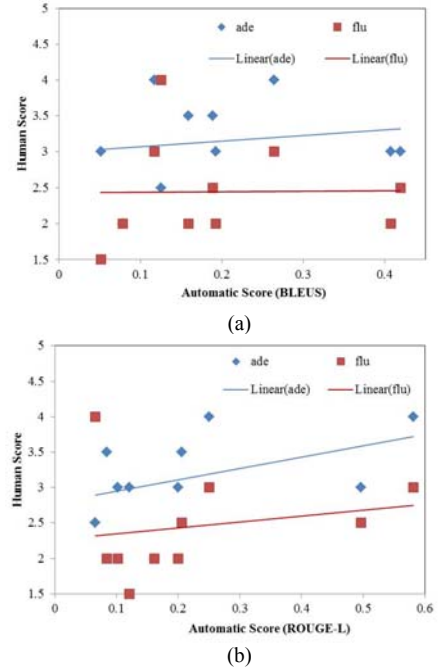 5
4.5
4
3.5
3
2.5
2
1.5
Human Score
ade
flu
Linear(ade)
Linear(flu)
0
0.1
0.2
0.3
0.4
Automatic Score (BLEUS)
(a)
5
4.5
4
3.5
3
2.5
2
1.5
Human Score
ade
flu
Linear(ade)
Linear(flu)
0
0.1
0.2
0.3
0.4
0.5
0.6
Automatic Score (ROUGE-L)
(b)